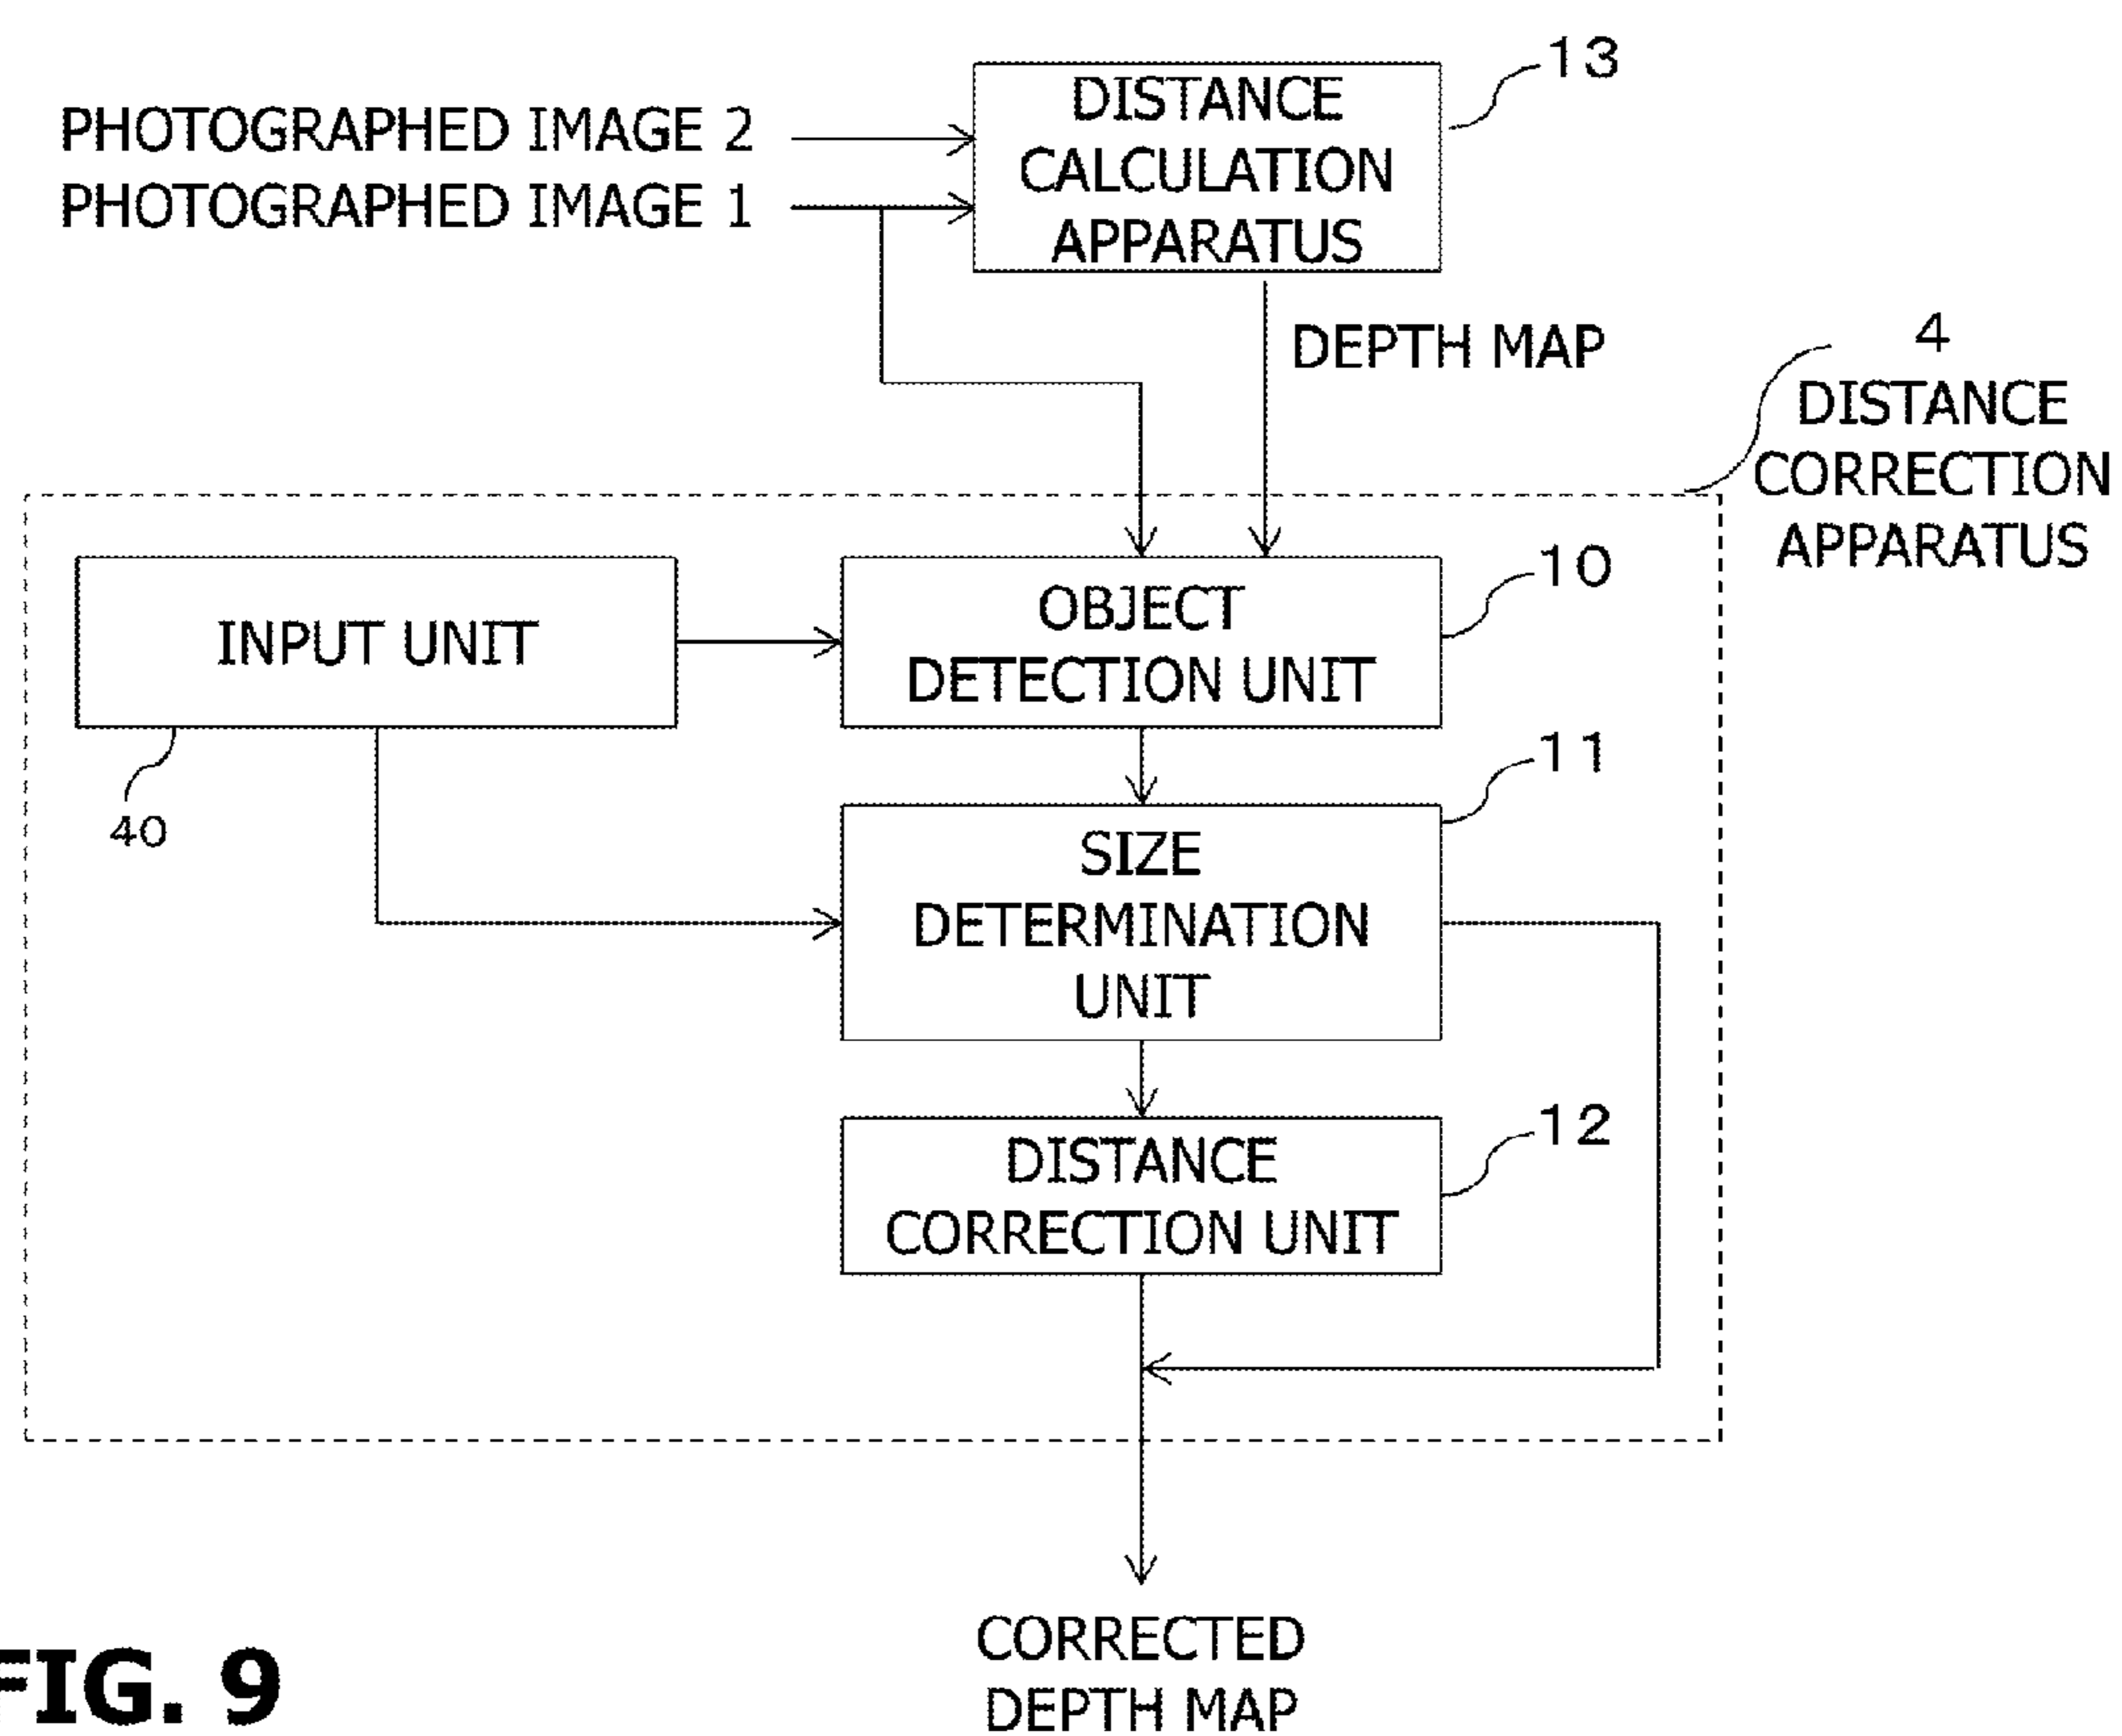 13
DISTANCE
CALCULATION
APPARATUS
PHOTOGRAPHED IMAGE 2
PHOTOGRAPHED IMAGE 1
DEPTH MAP
4
DISTANCE
CORRECTION
APPARATUS
INPUT UNIT
40
10
OBJECT
DETECTION UNIT
11
SIZE
DETERMINATION
UNIT
12
DISTANCE
CORRECTION UNIT
CORRECTED
DEPTH MAP
FIG. 9